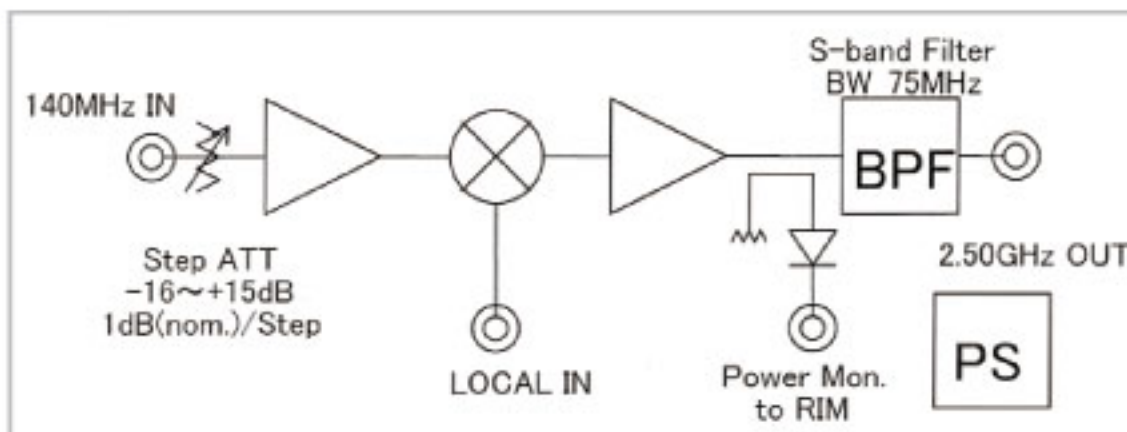 S-band Filter
BW 75MHz
140MHz IN
BPF
Step ATT
-16～+15dB
1dB(nom.)/Step
2.50GHz OUT
LOCAL IN
Power Mon.
to RIM
PS